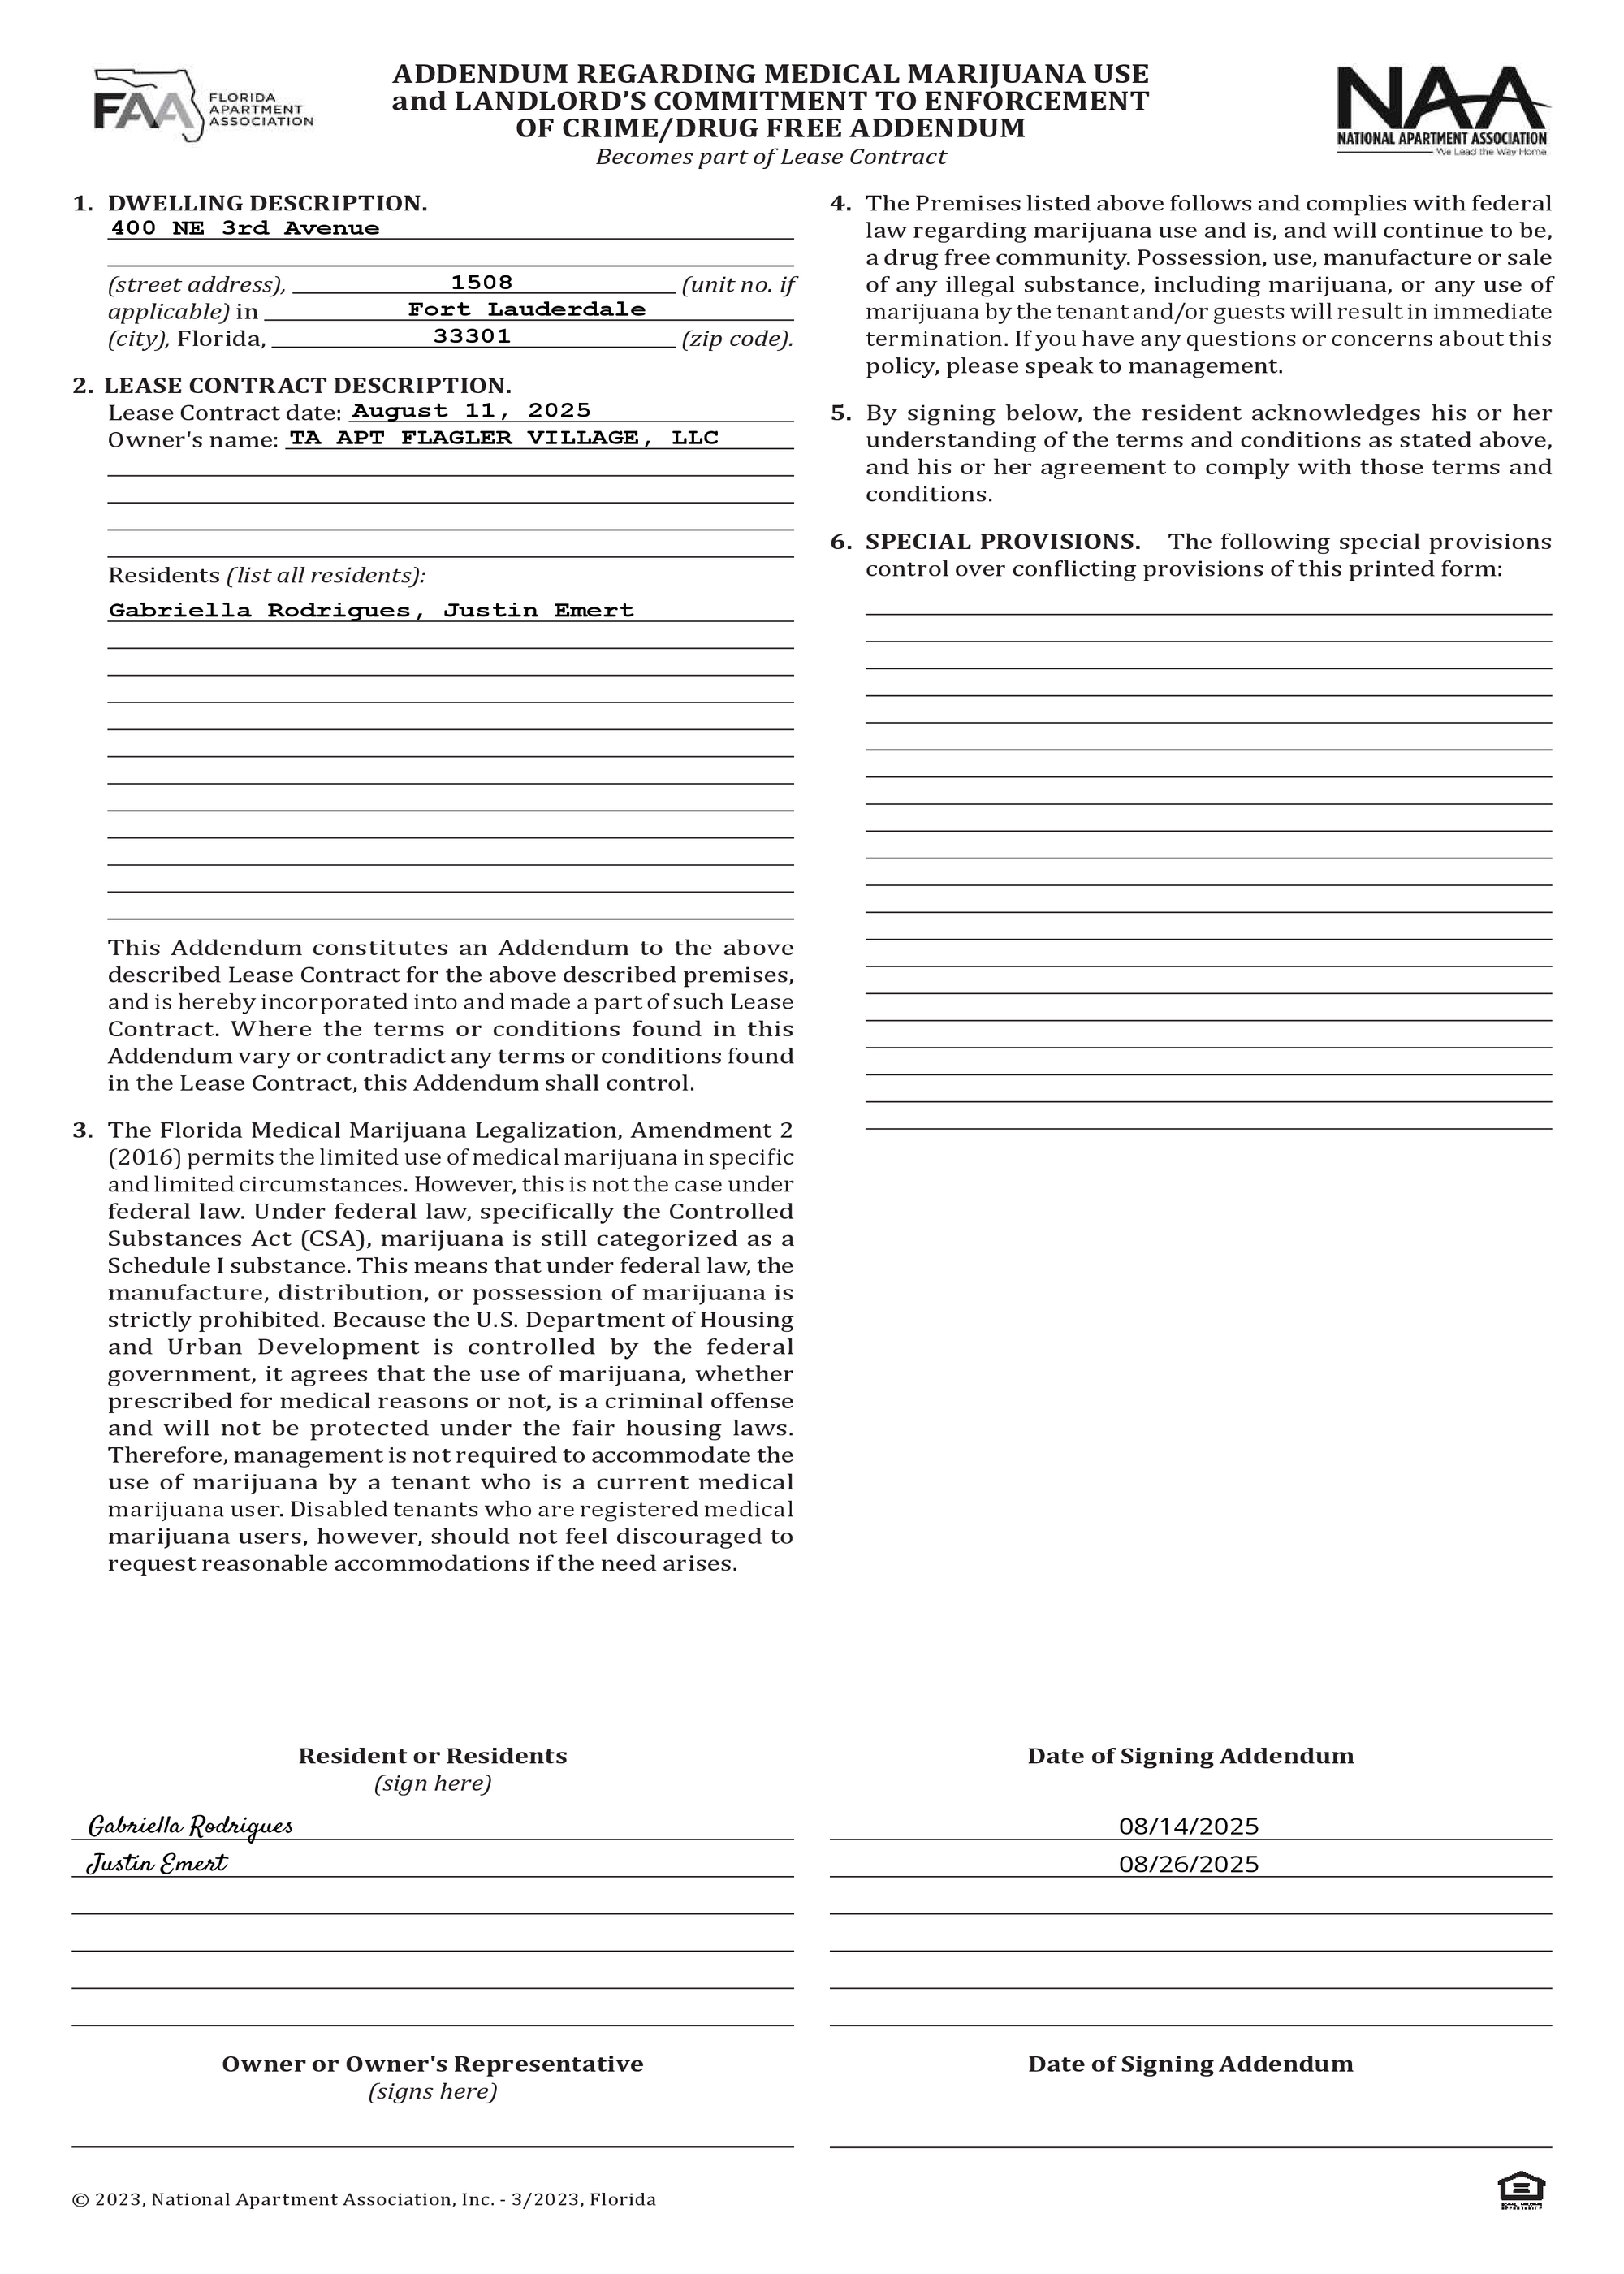 FAA FLORIDA APARTMENT ASSOCIATION
ADDENDUM REGARDING MEDICAL MARIJUANA USE
and LANDLORD'S COMMITMENT TO ENFORCEMENT
OF CRIME/DRUG FREE ADDENDUM
Becomes part of Lease Contract
NAA
NATIONAL APARTMENT ASSOCIATION
We Lead the Way Home
1. DWELLING DESCRIPTION.
400 NE 3rd Avenue
(street address), 1508 (unit no. if
applicable) in Fort Lauderdale
(city), Florida, 33301 (zip code).
2. LEASE CONTRACT DESCRIPTION.
Lease Contract date: August 11, 2025
Owner's name: TA APT FLAGLER VILLAGE, LLC
Residents (list all residents):
Gabriella Rodrigues, Justin Emert
This Addendum constitutes an Addendum to the above
described Lease Contract for the above described premises,
and is hereby incorporated into and made a part of such Lease
Contract. Where the terms or conditions found in this
Addendum vary or contradict any terms or conditions found
in the Lease Contract, this Addendum shall control.
3. The Florida Medical Marijuana Legalization, Amendment 2
(2016) permits the limited use of medical marijuana in specific
and limited circumstances. However, this is not the case under
federal law. Under federal law, specifically the Controlled
Substances Act (CSA), marijuana is still categorized as a
Schedule I substance. This means that under federal law, the
manufacture, distribution, or possession of marijuana is
strictly prohibited. Because the U.S. Department of Housing
and Urban Development is controlled by the federal
government, it agrees that the use of marijuana, whether
prescribed for medical reasons or not, is a criminal offense
and will not be protected under the fair housing laws.
Therefore, management is not required to accommodate the
use of marijuana by a tenant who is a current medical
marijuana user. Disabled tenants who are registered medical
marijuana users, however, should not feel discouraged to
request reasonable accommodations if the need arises.
4. The Premises listed above follows and complies with federal
law regarding marijuana use and is, and will continue to be,
a drug free community. Possession, use, manufacture or sale
of any illegal substance, including marijuana, or any use of
marijuana by the tenant and/or guests will result in immediate
termination. If you have any questions or concerns about this
policy, please speak to management.
5. By signing below, the resident acknowledges his or her
understanding of the terms and conditions as stated above,
and his or her agreement to comply with those terms and
conditions.
6. SPECIAL PROVISIONS. The following special provisions
control over conflicting provisions of this printed form:
Resident or Residents
(sign here)
Date of Signing Addendum
Gabriella Rodrigues 08/14/2025
Justin Emert 08/26/2025
Owner or Owner's Representative
(signs here)
Date of Signing Addendum
© 2023, National Apartment Association, Inc. - 3/2023, Florida
EQUAL HOUSING
OPPORTUNITY